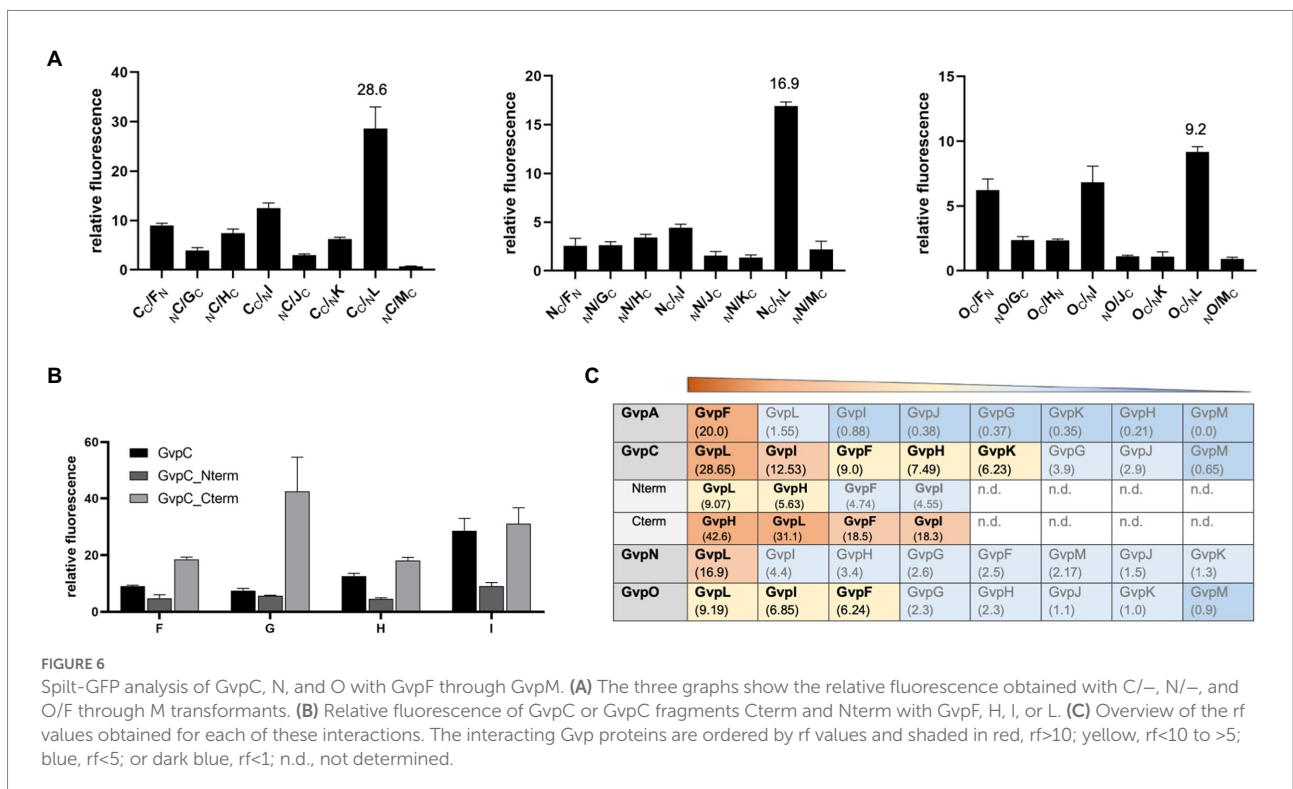 A
relative fluorescence
40
30
20
10
0
28.6
C_C/F_N
_NC/G_C
_NC/H_C
C_C/_NI
_NC/J_C
C_C/_NK
C_C/_NL
_NC/M_C
relative fluorescence
20
15
10
5
0
16.9
N_C/F_N
_NN/G_C
_NN/H_C
N_C/_NI
_NN/J_C
_NN/K_C
N_C/_NL
_NN/M_C
relative fluorescence
15
10
5
0
9.2
O_C/F_N
_NO/G_C
O_C/H_N
O_C/_NI
_NO/J_C
O_C/_NK
O_C/_NL
_NO/M_C
B
relative fluorescence
60
40
20
0
GvpC
GvpC_Nterm
GvpC_Cterm
F G H I
C
GvpA GvpF GvpL GvpI GvpJ GvpG GvpK GvpH GvpM
(20.0) (1.55) (0.88) (0.38) (0.37) (0.35) (0.21) (0.0)
GvpC GvpL GvpI GvpF GvpH GvpK GvpG GvpJ GvpM
(28.65) (12.53) (9.0) (7.49) (6.23) (3.9) (2.9) (0.65)
Nterm GvpL GvpH GvpF GvpI n.d. n.d. n.d. n.d.
(9.07) (5.63) (4.74) (4.55)
Cterm GvpH GvpL GvpF GvpI n.d. n.d. n.d. n.d.
(42.6) (31.1) (18.5) (18.3)
GvpN GvpL GvpI GvpH GvpG GvpF GvpM GvpJ GvpK
(16.9) (4.4) (3.4) (2.6) (2.5) (2.17) (1.5) (1.3)
GvpO GvpL GvpI GvpF GvpG GvpH GvpJ GvpK GvpM
(9.19) (6.85) (6.24) (2.3) (2.3) (1.1) (1.0) (0.9)
FIGURE 6
Spilt-GFP analysis of GvpC, N, and O with GvpF through GvpM. (A) The three graphs show the relative fluorescence obtained with C/–, N/–, and
O/F through M transformants. (B) Relative fluorescence of GvpC or GvpC fragments Cterm and Nterm with GvpF, H, I, or L. (C) Overview of the rf
values obtained for each of these interactions. The interacting Gvp proteins are ordered by rf values and shaded in red, rf>10; yellow, rf<10 to >5;
blue, rf<5; or dark blue, rf<1; n.d., not determined.